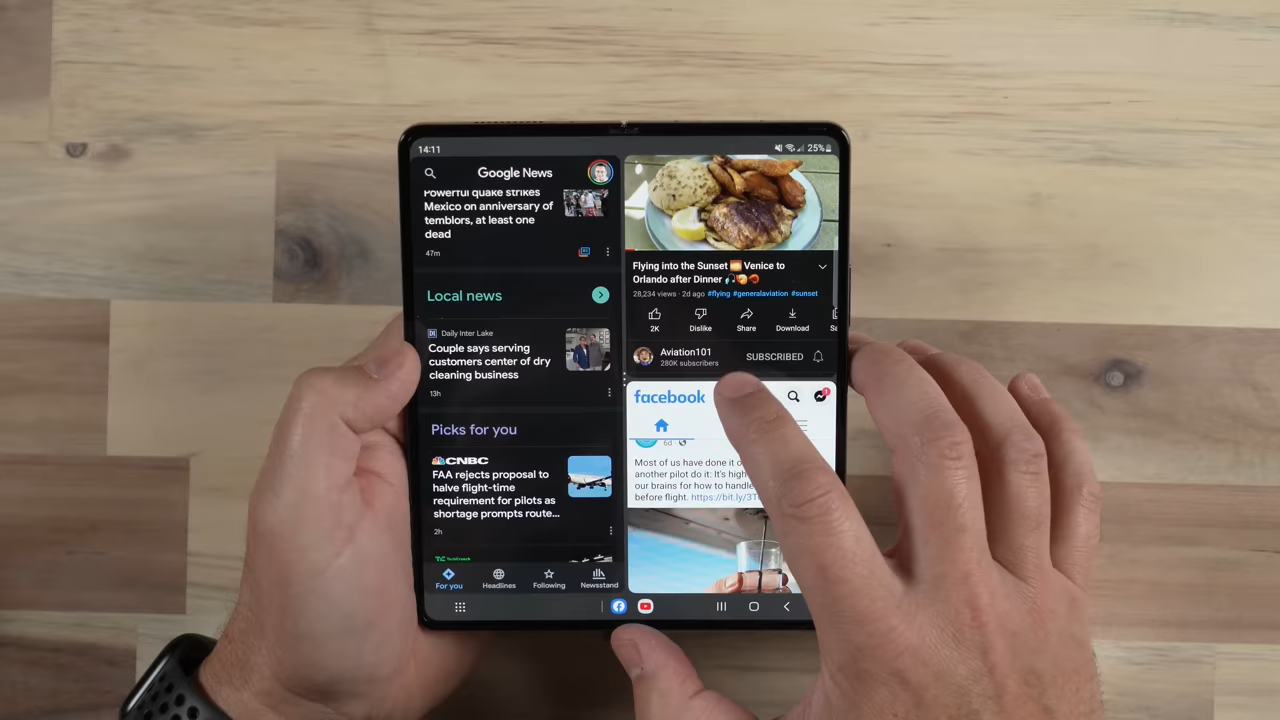 14:11
25%
Google News
Powerful quake strikes
Mexico on anniversary of
temblors, at least one
dead
47m
Local news
Daily Inter Lake
Couple says serving
customers center of dry
cleaning business
13h
Picks for you
CNBC
FAA rejects proposal to
halve flight-time
requirement for pilots as
shortage prompts route...
2h
TechCrunch
For you
Headlines
Following
Newsstand
Flying into the Sunset 🌅 Venice to
Orlando after Dinner
28,234 views · 2d ago #flying #generalaviation #sunset
2K
Dislike
Share
Download
Aviation101
280K subscribers
SUBSCRIBED
facebook
1
6d
Most of us have done it
another pilot do it: It's high
our brains for how to handle
before flight. https://bit.ly/3T